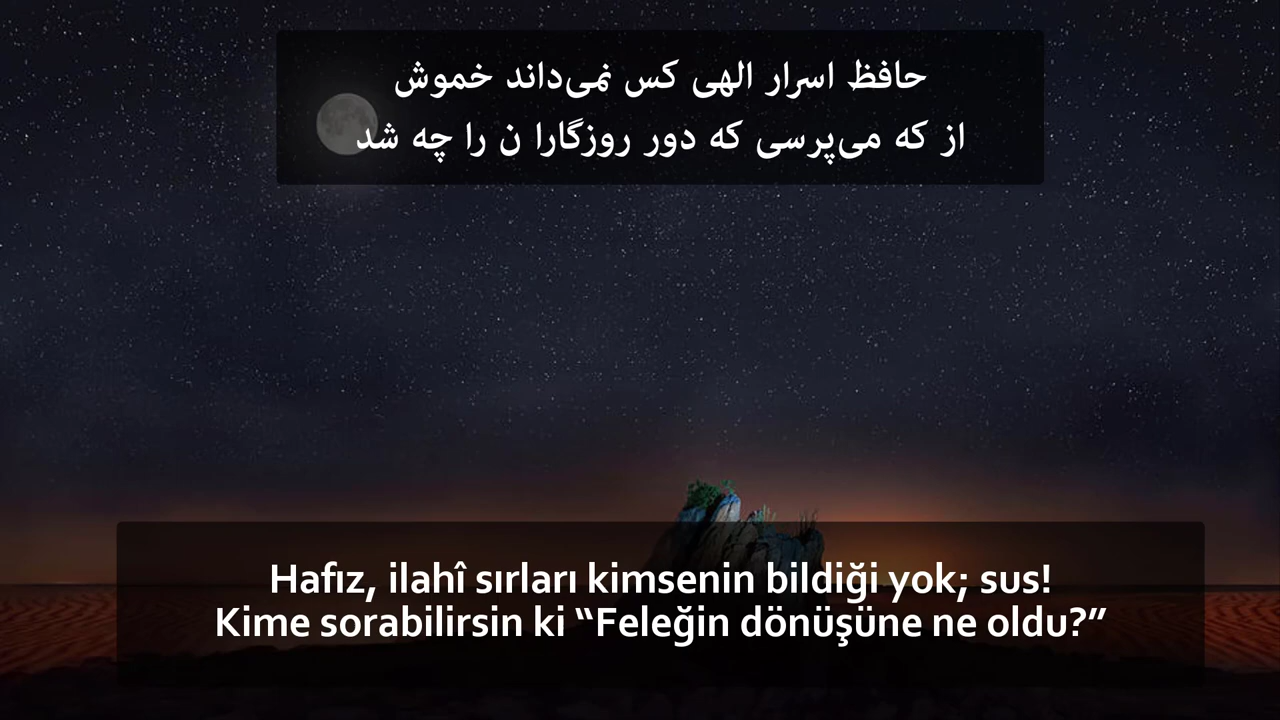 حافظ اسرار الهی کس نمی‌داند خموش
از که می‌پرسی که دور روزگارا ن را چه شد
Hafız, ilahî sırları kimsenin bildiği yok; sus!
Kime sorabilirsin ki “Feleğin dönüşüne ne oldu?”